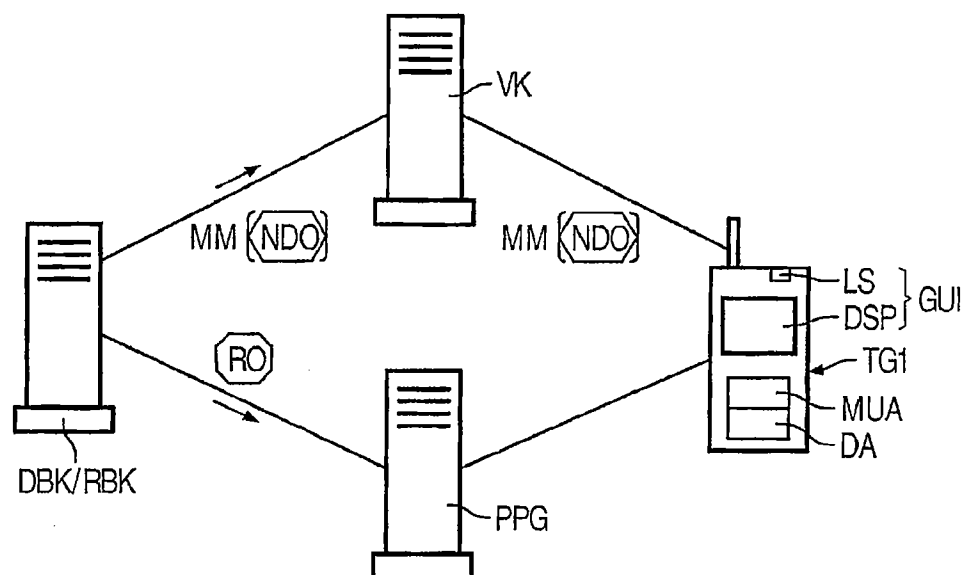 VK
MM NDO
MM NDO
LS
GUI
DSP
TG1
MUA
DA
RO
DBK/RBK
PPG